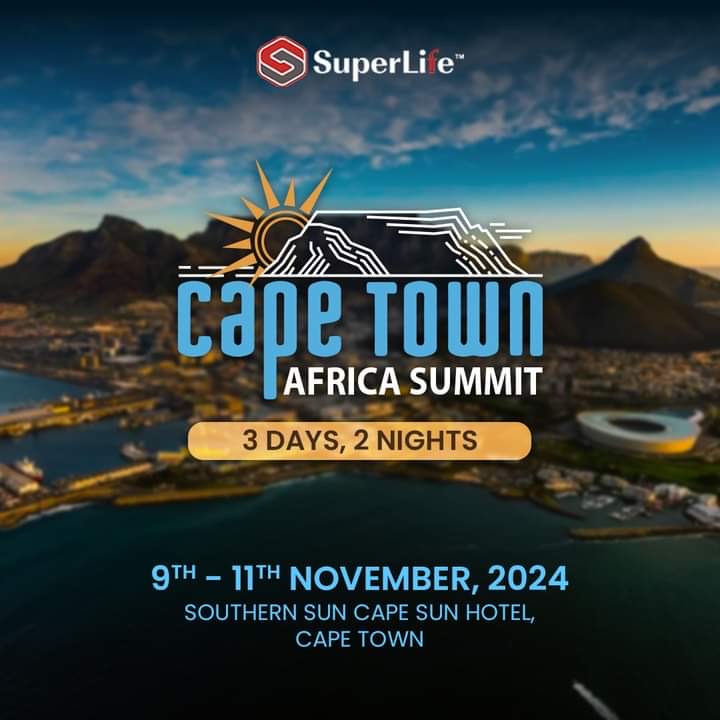 SuperLife™
Cape Town
AFRICA SUMMIT
3 DAYS, 2 NIGHTS
9TH - 11TH NOVEMBER, 2024
SOUTHERN SUN CAPE SUN HOTEL,
CAPE TOWN